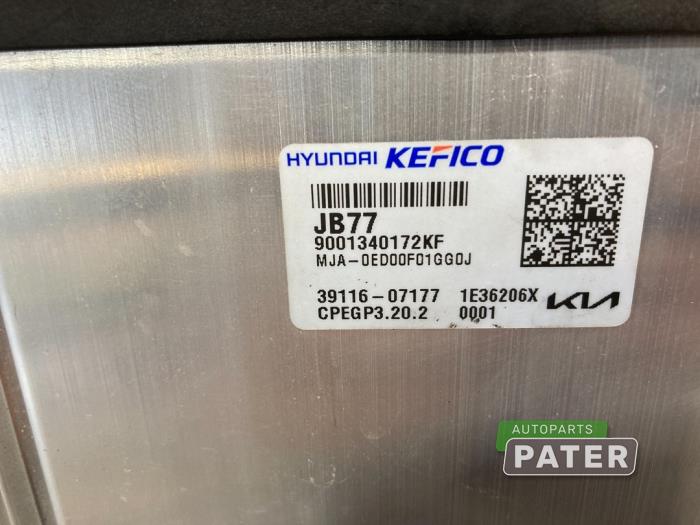 HYUNDAI KEFICO
JB77
9001340172KF
MJA-0ED00F01GG0J
39116-07177 1E36206X KIA
CPEGP3.20.2 0001
AUTOPARTS
PATER